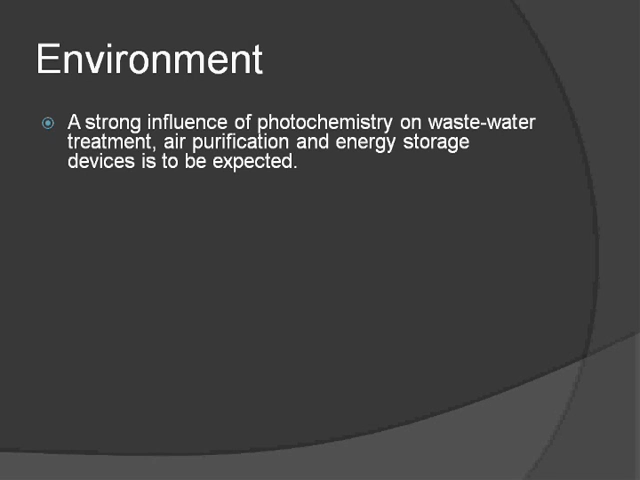 Environment
A strong influence of photochemistry on waste-water
treatment, air purification and energy storage
devices is to be expected.